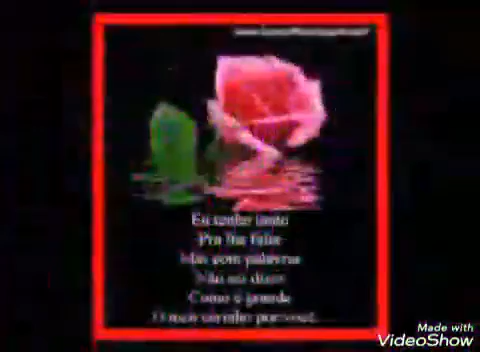 Eu tenho tanto
Pra lhe falar
Mas com palavras
Não sei dizer
Como é grande
O meu carinho por você
Made with
VideoShow